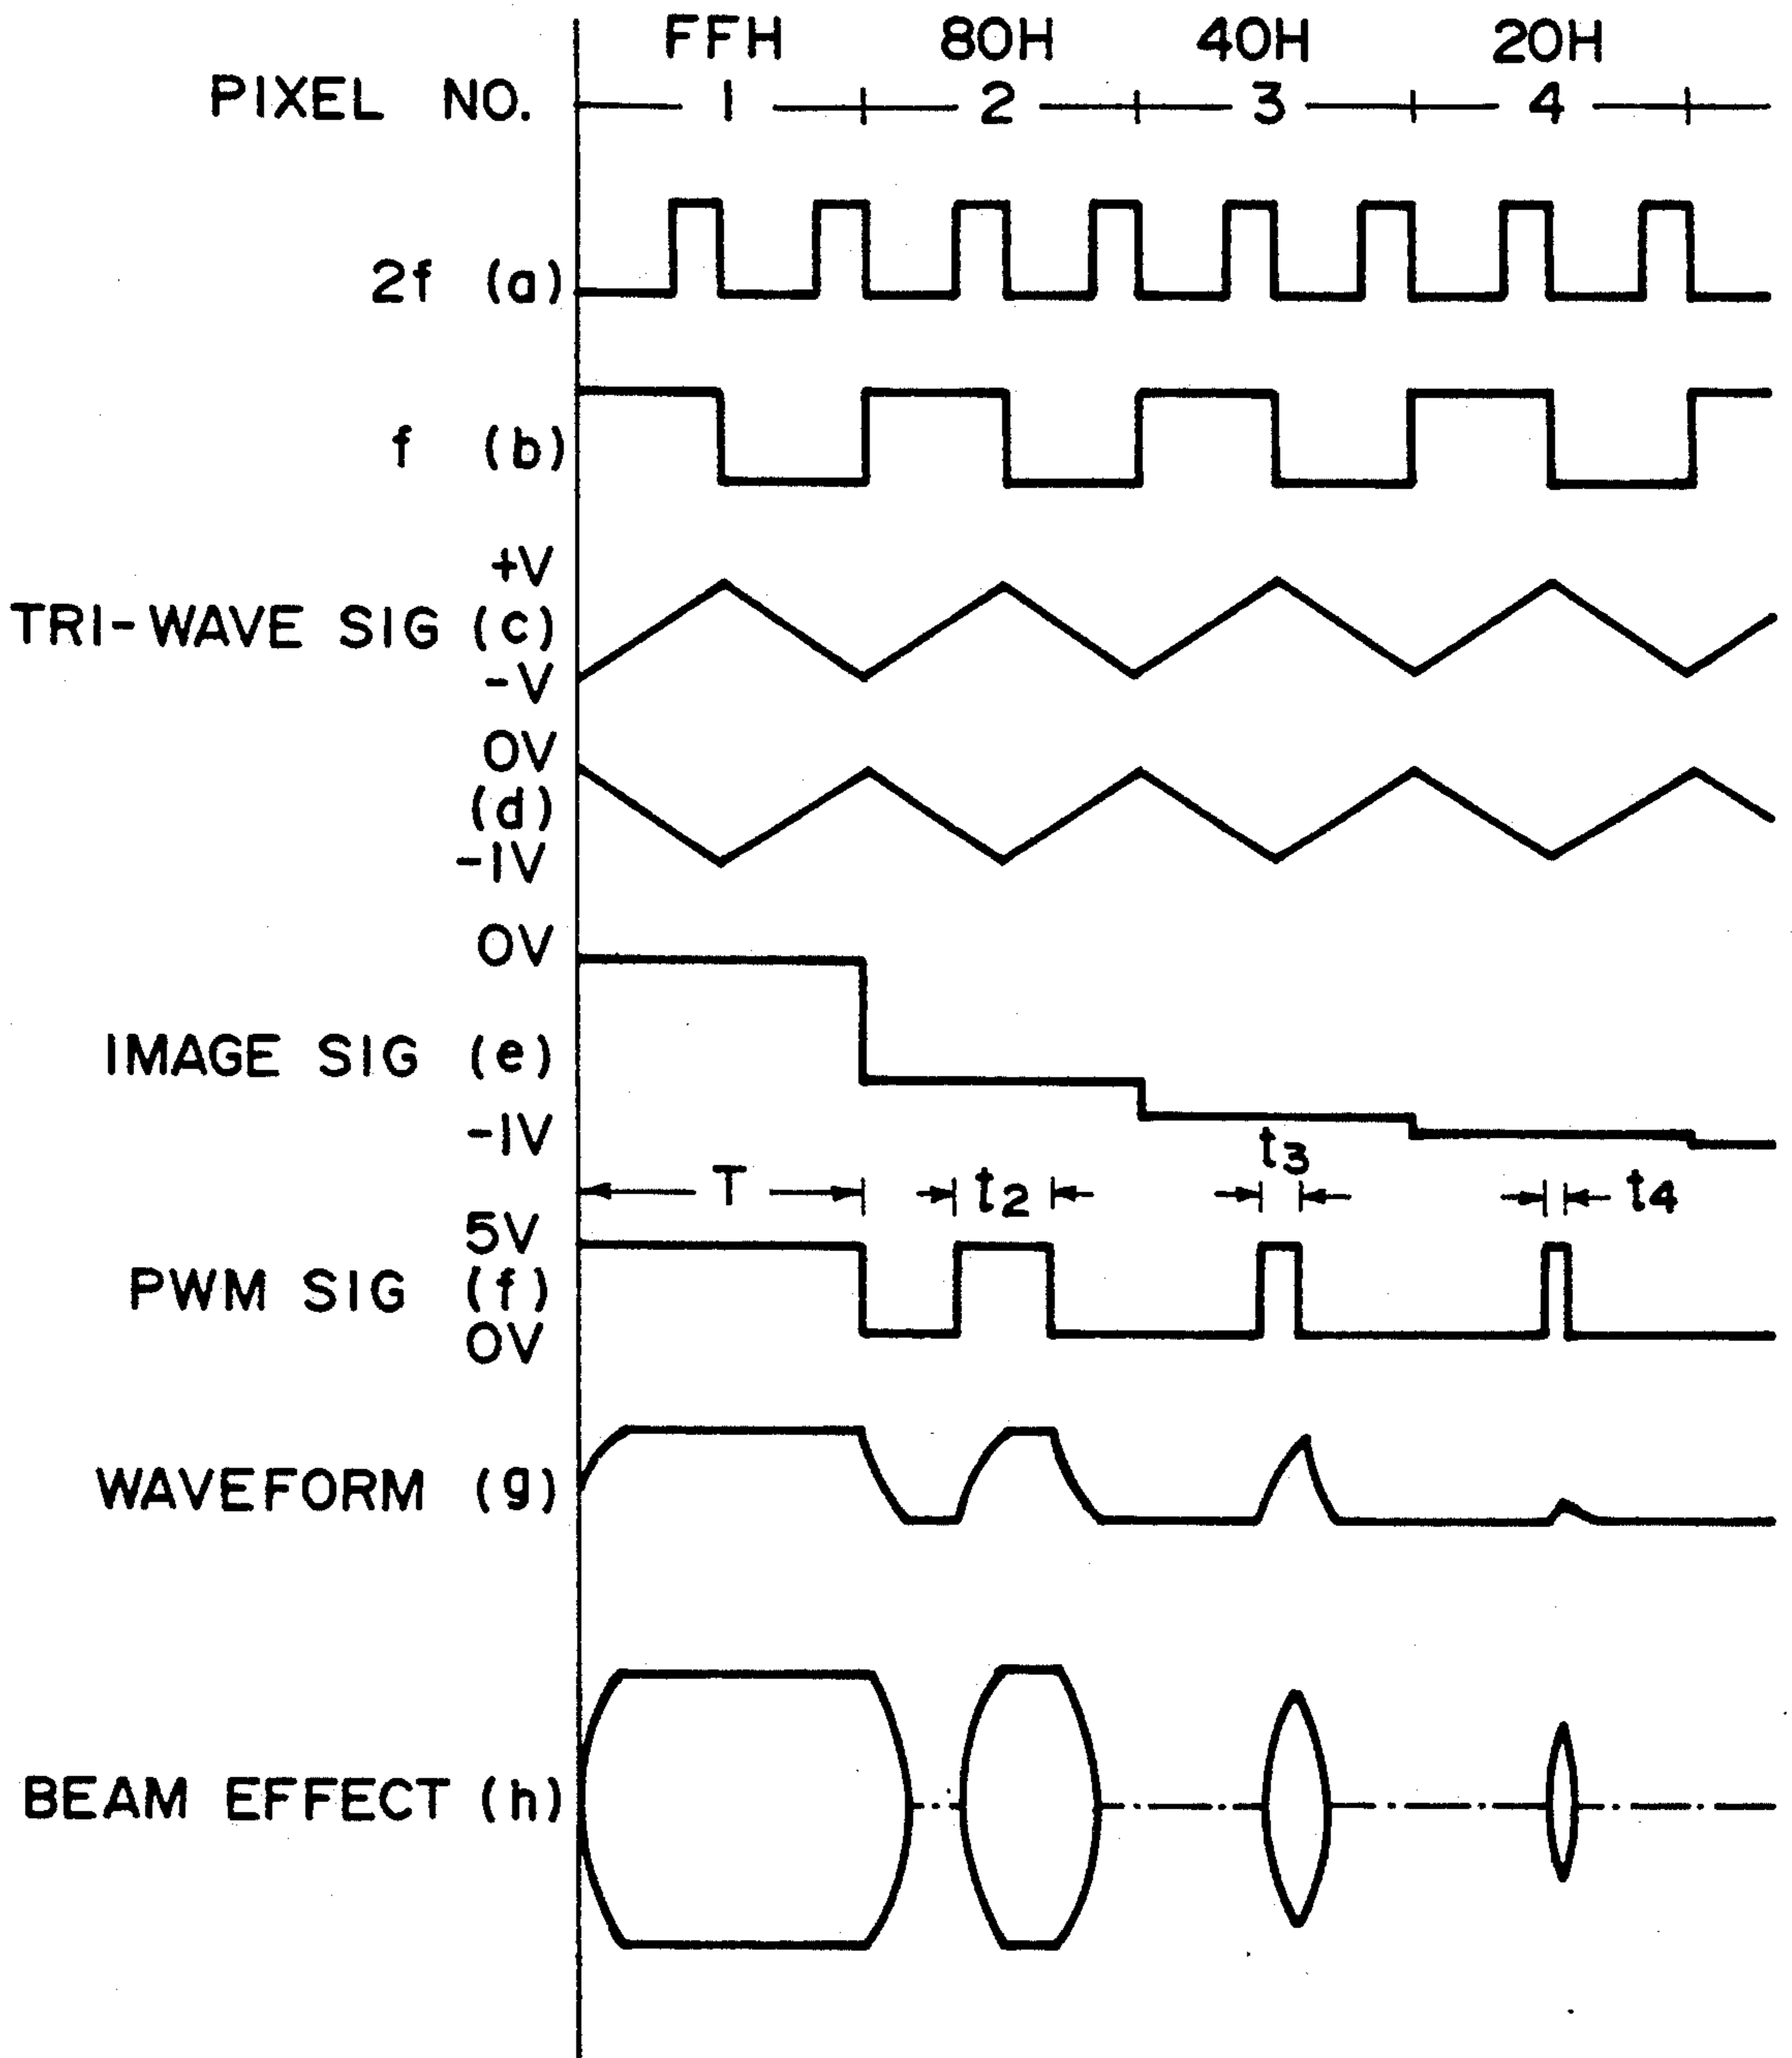 FFH 80H 40H 20H
PIXEL NO. 1 2 3 4
2f (a)
f (b)
+V
TRI-WAVE SIG (c)
-V
0V
(d)
-1V
0V
IMAGE SIG (e)
-1V
T t2 t3 t4
5V
PWM SIG (f)
0V
WAVEFORM (g)
BEAM EFFECT (h)